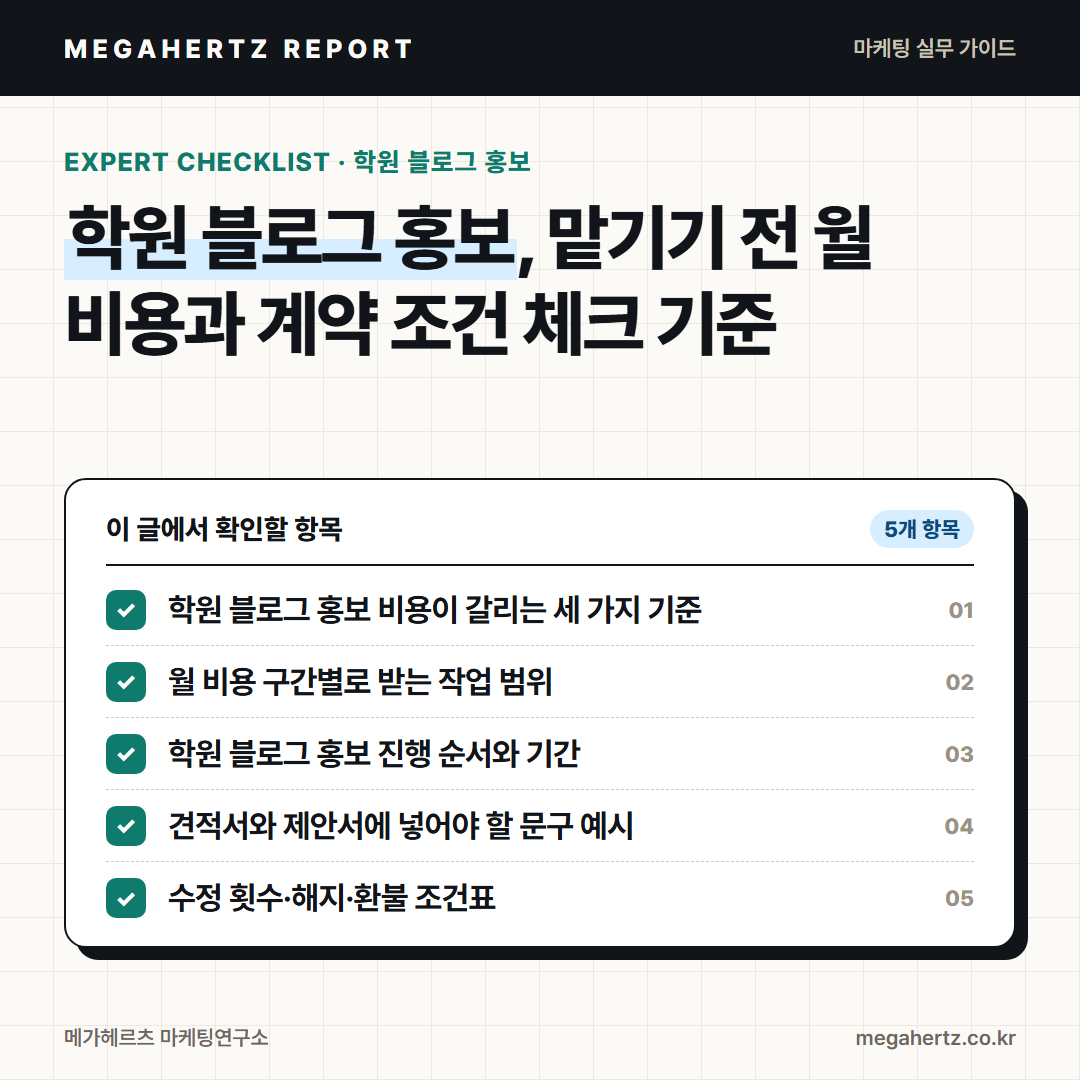 MEGAHERTZ REPORT
마케팅 실무 가이드
EXPERT CHECKLIST · 학원 블로그 홍보
학원 블로그 홍보, 맡기기 전 월
비용과 계약 조건 체크 기준
이 글에서 확인할 항목
5개 항목
학원 블로그 홍보 비용이 갈리는 세 가지 기준
01
월 비용 구간별로 받는 작업 범위
02
학원 블로그 홍보 진행 순서와 기간
03
견적서와 제안서에 넣어야 할 문구 예시
04
수정 횟수·해지·환불 조건표
05
메가헤르츠 마케팅연구소
megahertz.co.kr